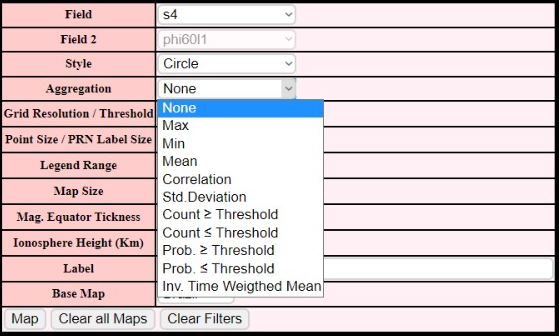 Field s4
Field 2 phi60l1
Style Circle
Aggregation None
None
Grid Resolution / Threshold
Max
Point Size / PRN Label Size
Min
Mean
Legend Range
Correlation
Map Size
Std.Deviation
Mag. Equator Tickness
Count ≥ Threshold
Count ≤ Threshold
Ionosphere Height (Km)
Prob. ≥ Threshold
Label
Prob. ≤ Threshold
Base Map
Inv. Time Weigthed Mean
Map Clear all Maps Clear Filters